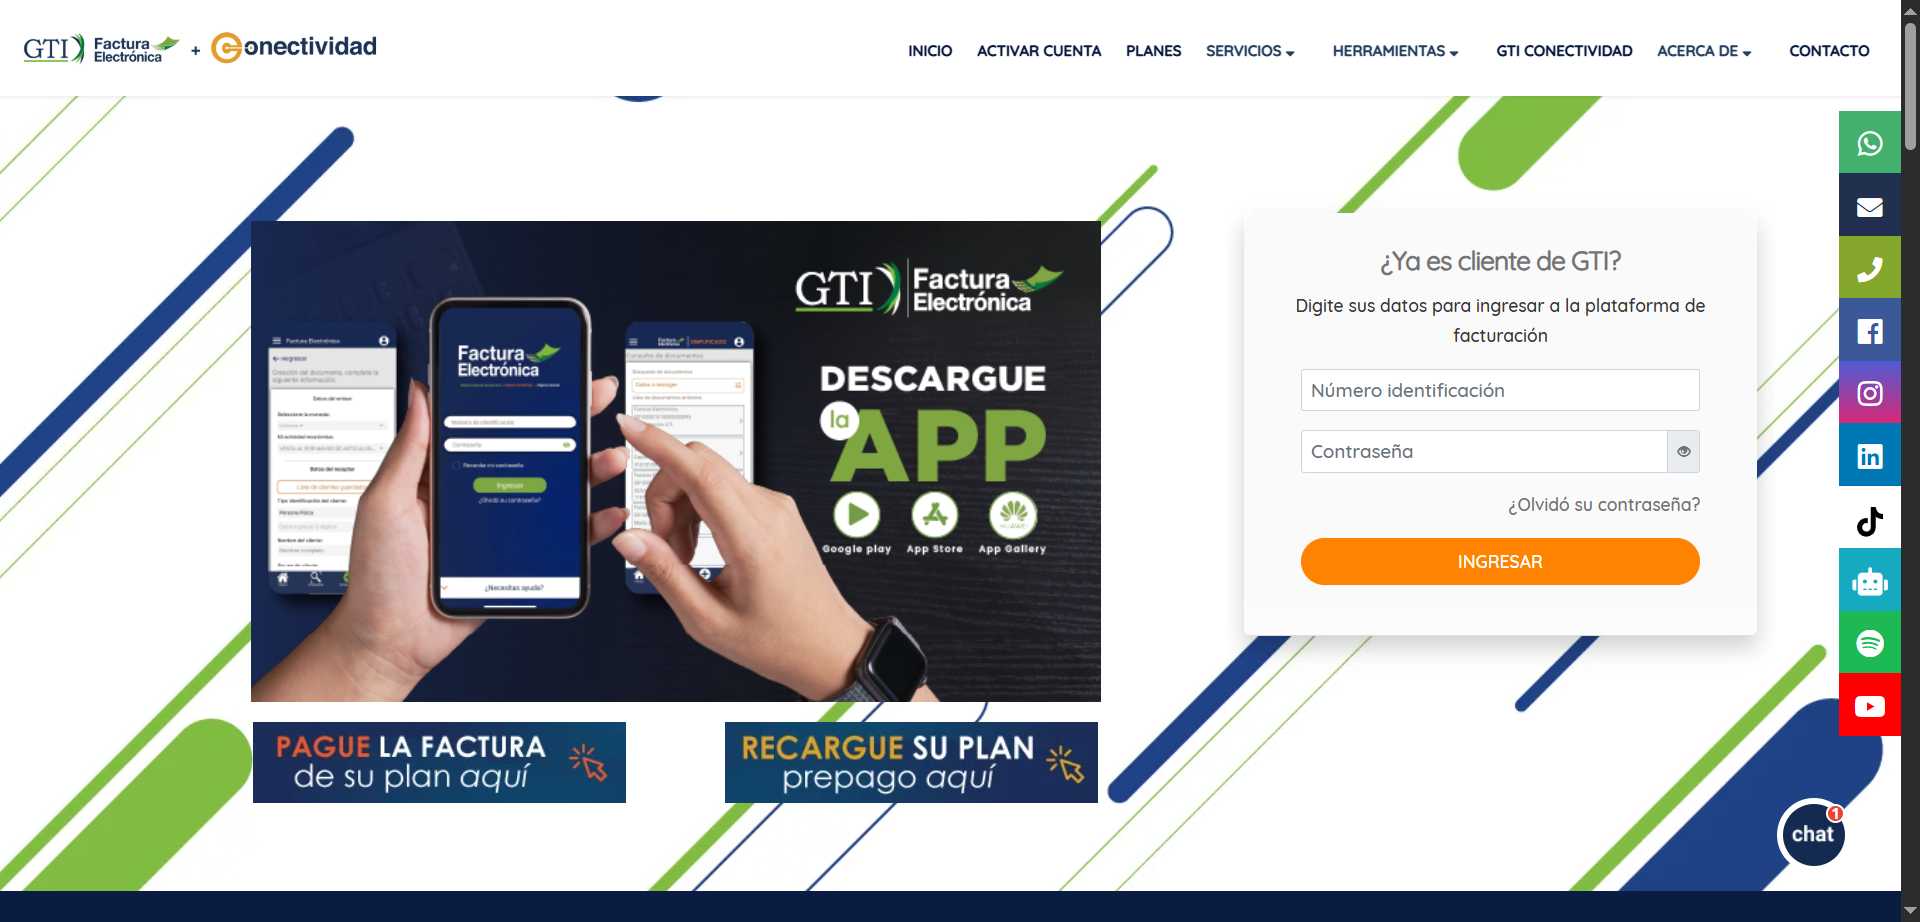 GTI Factura Electrónica + Conectividad
INICIO
ACTIVAR CUENTA
PLANES
SERVICIOS
HERRAMIENTAS
GTI CONECTIVIDAD
ACERCA DE
CONTACTO
GTI Factura
Electrónica
Factura Electrónica
Regresar
Factura
Electrónica
Ingresar
¿Olvidó su contraseña?
¿Necesitas ayuda?
DESCARGUE
la
APP
Google play
App Store
App Gallery
¿Ya es cliente de GTI?
Digite sus datos para ingresar a la plataforma de
facturación
Número identificación
Contraseña
¿Olvidó su contraseña?
INGRESAR
PAGUE LA FACTURA
de su plan aquí
RECARGUE SU PLAN
prepago aquí
chat
1